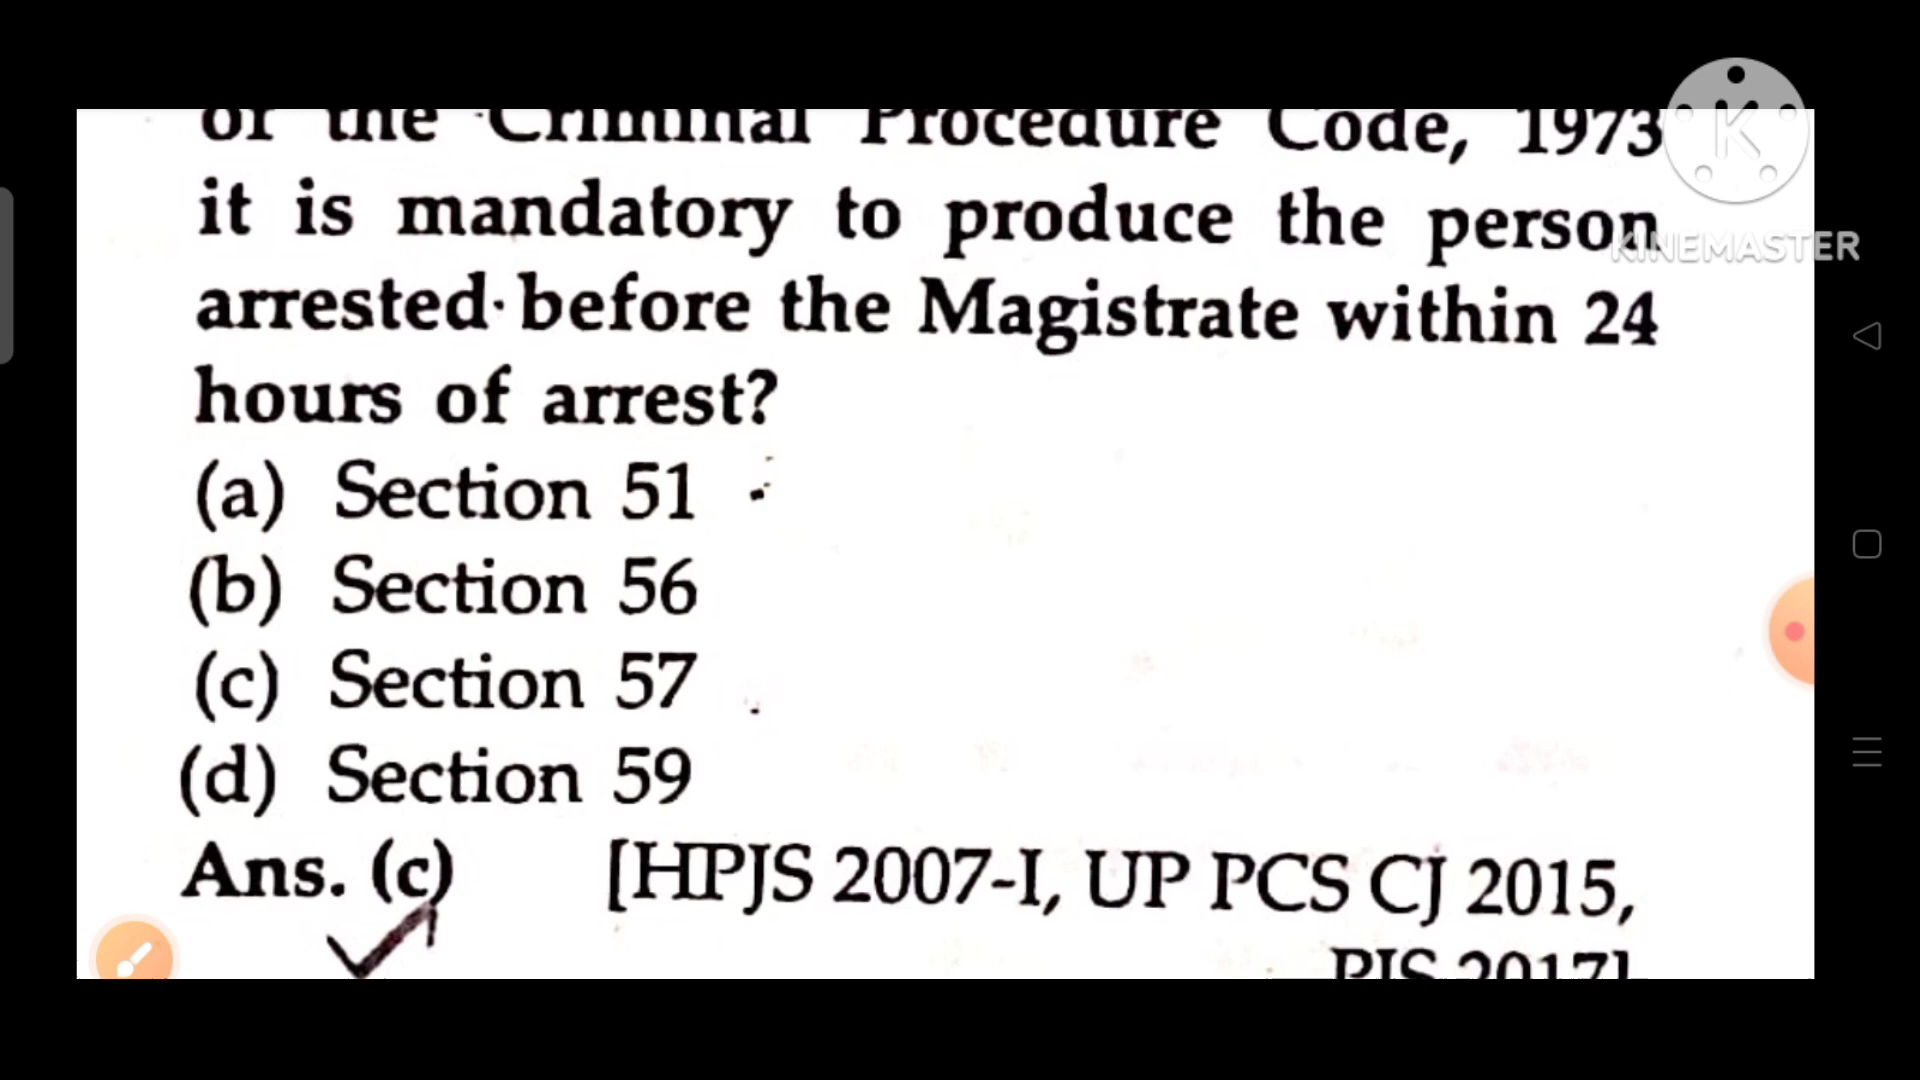 of the Criminal Procedure Code, 1973
it is mandatory to produce the person
arrested before the Magistrate within 24
hours of arrest?
(a) Section 51
(b) Section 56
(c) Section 57
(d) Section 59
Ans. (c) [HPJS 2007-I, UP PCS CJ 2015,
PJS 2017]
K
KINEMASTER